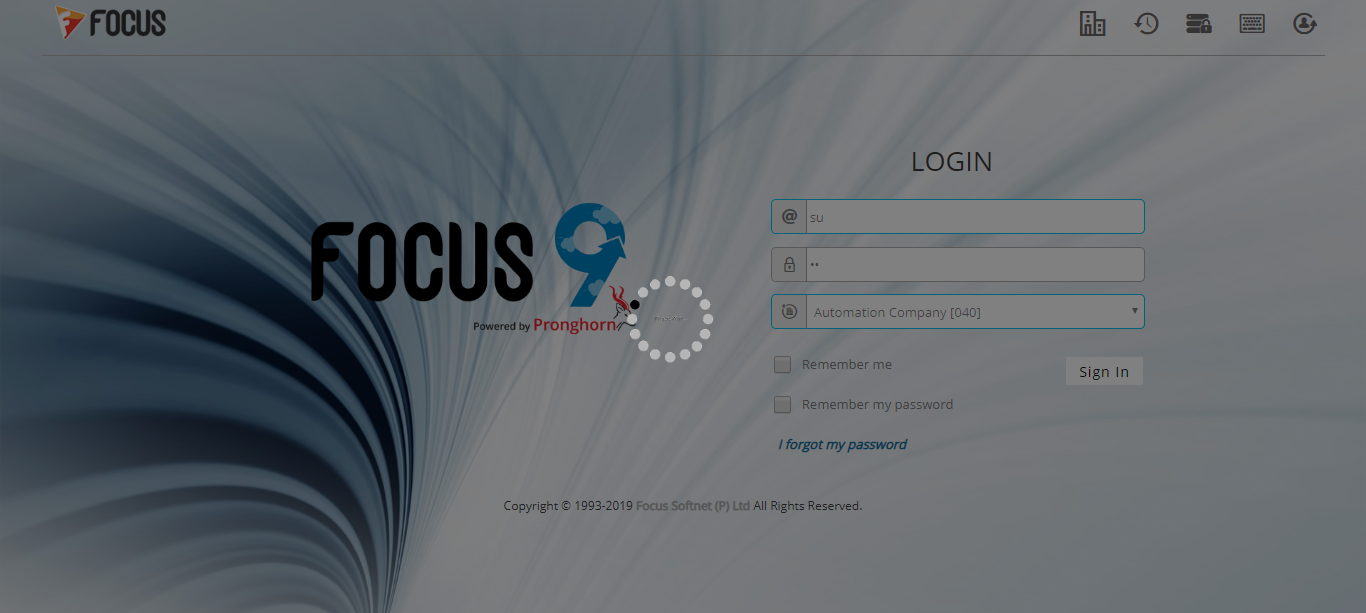 FOCUS
LOGIN
su
FOCUS 9
Powered by Pronghorn
Automation Company [040]
Remember me
Sign In
Remember my password
I forgot my password
Copyright © 1993-2019 Focus Softnet (P) Ltd All Rights Reserved.